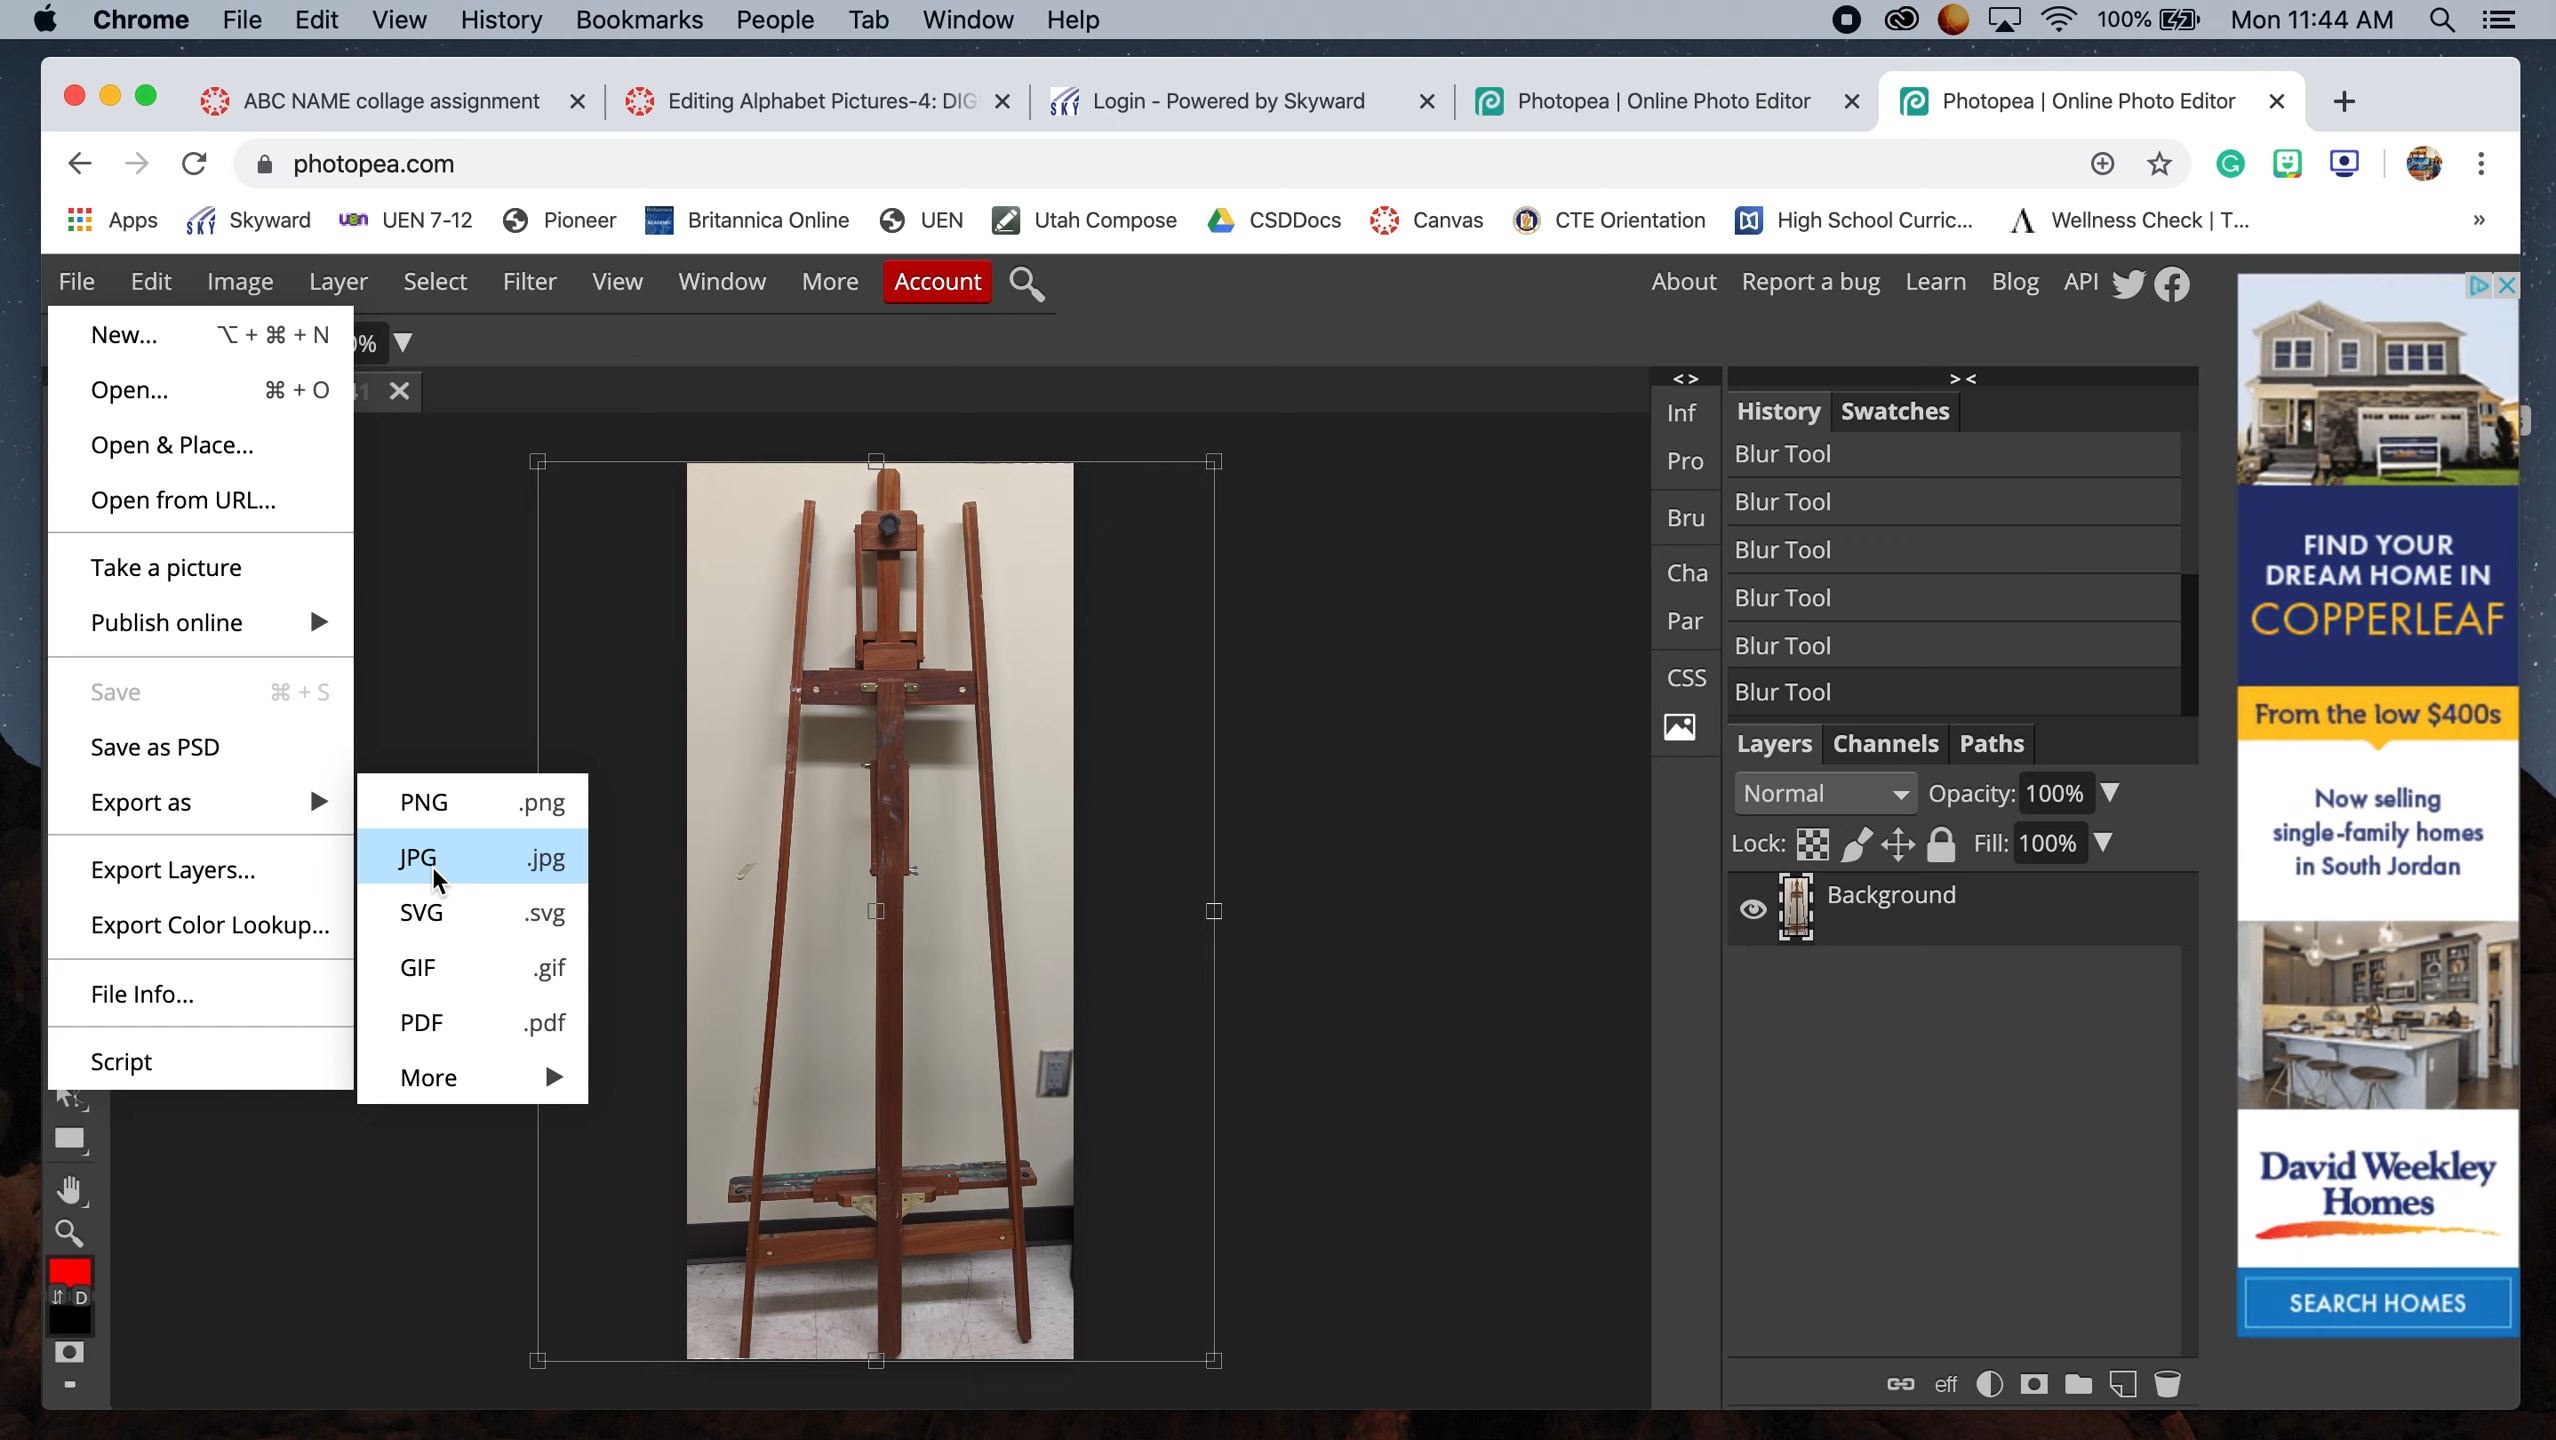 Chrome File Edit View History Bookmarks People Tab Window Help 100% Mon 11:44 AM
ABC NAME collage assignment
Editing Alphabet Pictures-4: DIG
Login - Powered by Skyward
Photopea | Online Photo Editor
Photopea | Online Photo Editor
photopea.com
Apps Skyward UEN 7-12 Pioneer Britannica Online UEN Utah Compose CSDDocs Canvas CTE Orientation High School Curric... Wellness Check | T... »
File Edit Image Layer Select Filter View Window More Account
About Report a bug Learn Blog API
New... ⌥ + ⌘ + N
Open... ⌘ + O
Open & Place...
Open from URL...
Take a picture
Publish online
Save ⌘ + S
Save as PSD
Export as
Export Layers...
Export Color Lookup...
File Info...
Script
PNG .png
JPG .jpg
SVG .svg
GIF .gif
PDF .pdf
More
%
D
< >
Inf
Pro
Bru
Cha
Par
CSS
> <
History Swatches
Blur Tool
Blur Tool
Blur Tool
Blur Tool
Blur Tool
Blur Tool
Layers Channels Paths
Normal Opacity: 100%
Lock: Fill: 100%
Background
eff
FIND YOUR
DREAM HOME IN
COPPERLEAF
From the low $400s
Now selling
single-family homes
in South Jordan
David Weekley
Homes
SEARCH HOMES